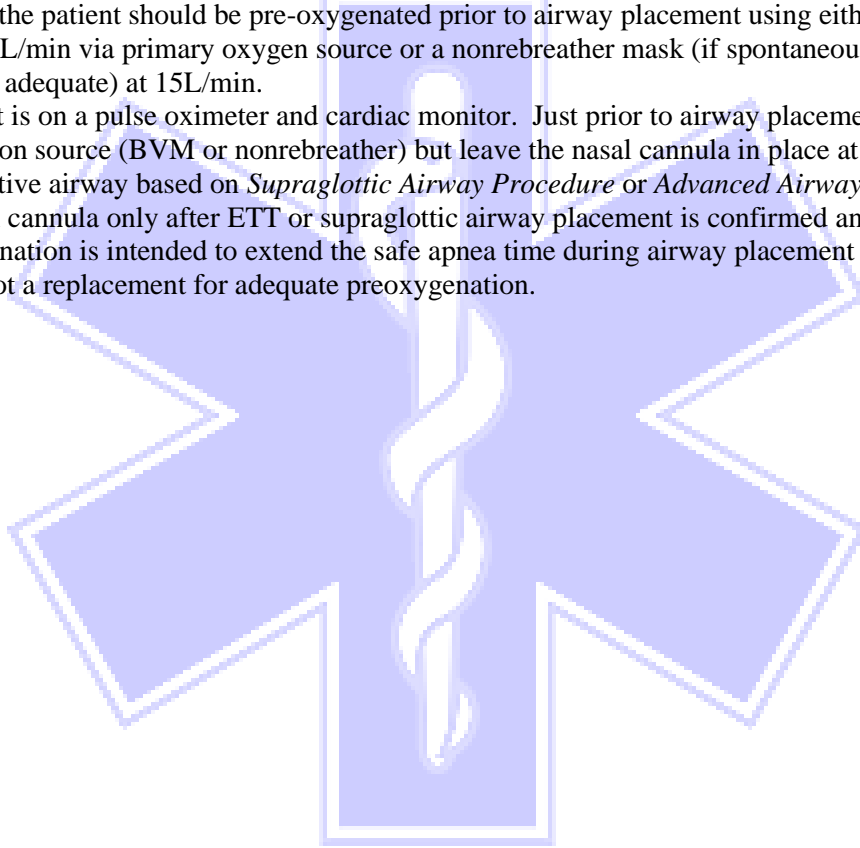 the patient should be pre-oxygenated prior to airway placement using eith
L/min via primary oxygen source or a nonrebreather mask (if spontaneou
adequate) at 15L/min.
t is on a pulse oximeter and cardiac monitor. Just prior to airway placeme
on source (BVM or nonrebreather) but leave the nasal cannula in place at
tive airway based on Supraglottic Airway Procedure or Advanced Airway
cannula only after ETT or supraglottic airway placement is confirmed an
nation is intended to extend the safe apnea time during airway placement
ot a replacement for adequate preoxygenation.